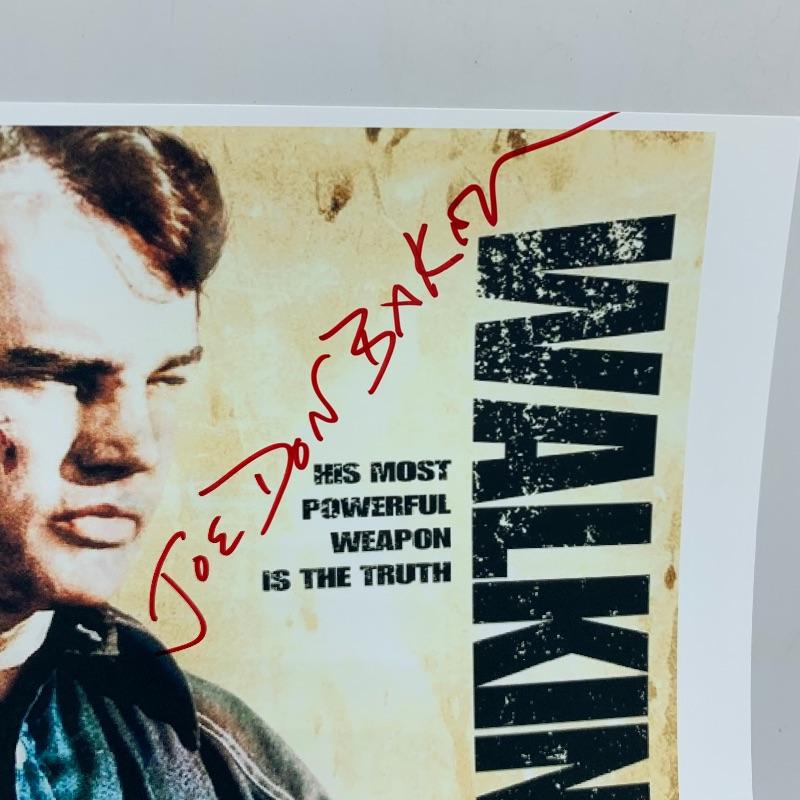 JOE DON BAKER
HIS MOST
POWERFUL
WEAPON
IS THE TRUTH
WALKIN